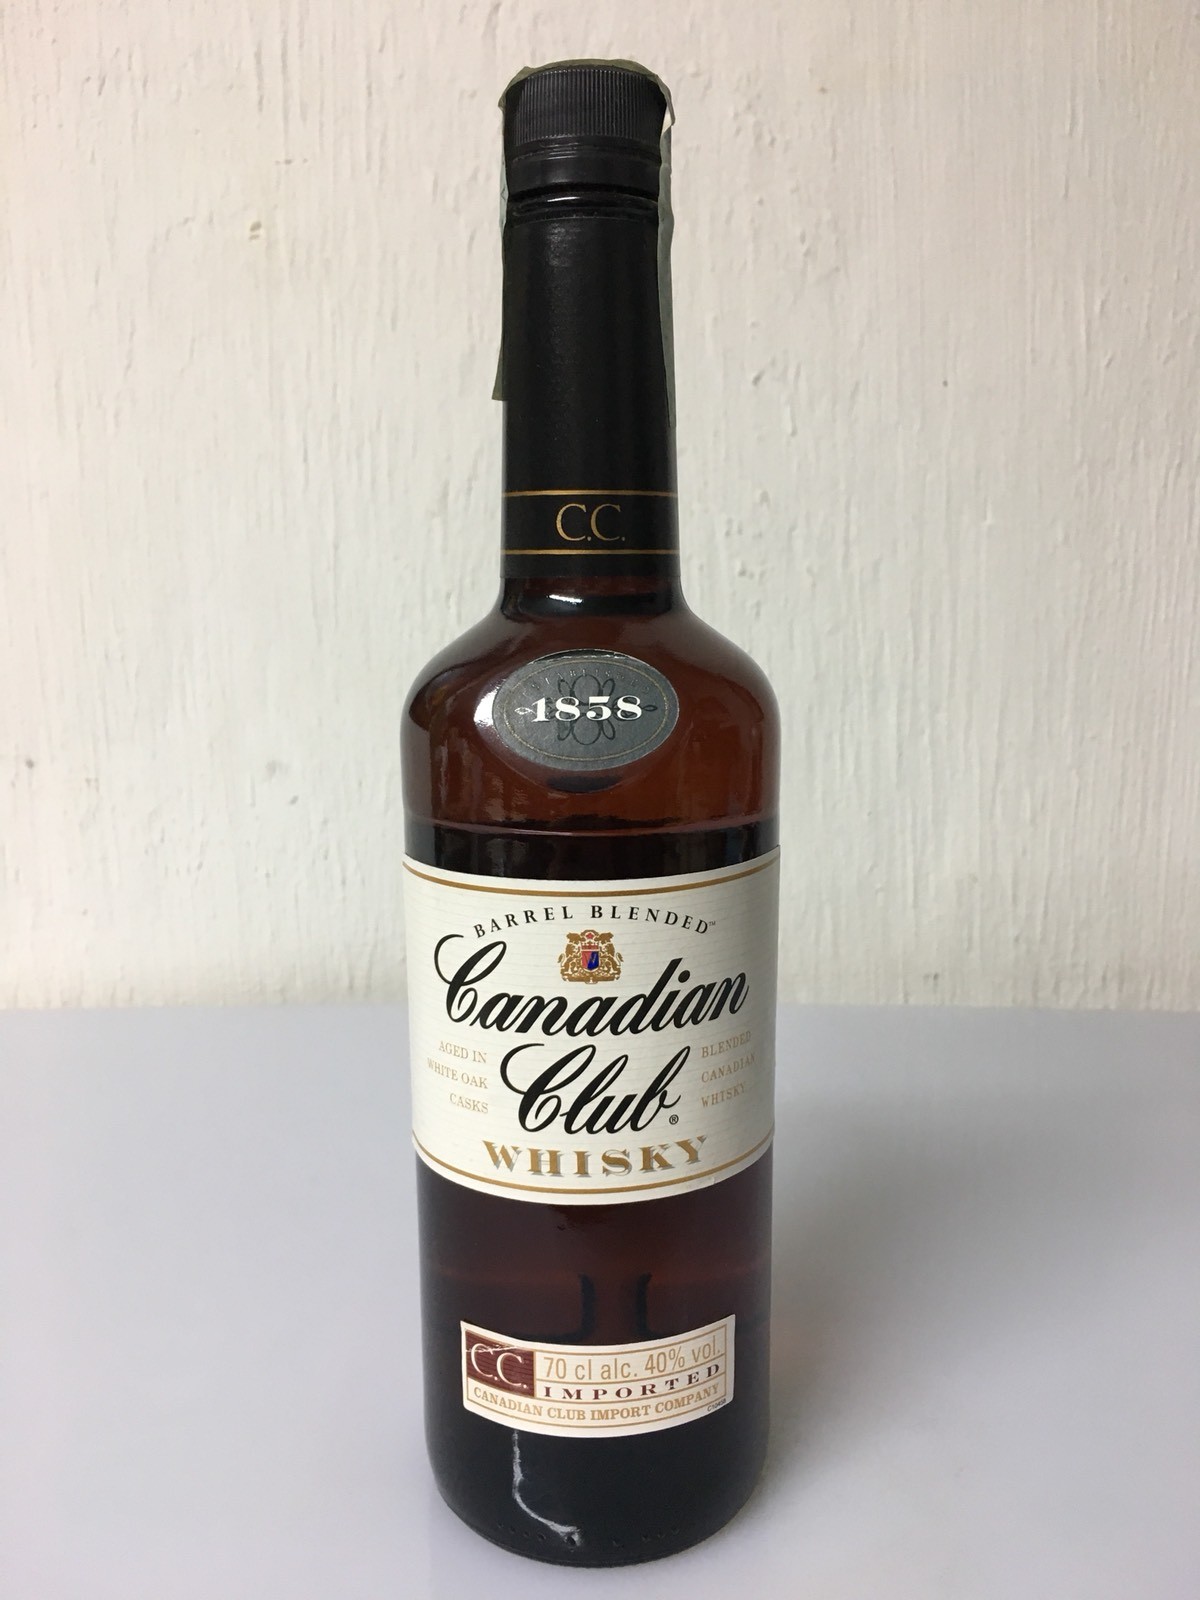 C.C.
1858
BARREL BLENDED™
Canadian
Club®
AGED IN
WHITE OAK
CASKS
BLENDED
CANADIAN
WHISKY
WHISKY
C.C.
70 cl alc. 40% vol.
IMPORTED
CANADIAN CLUB IMPORT COMPANY